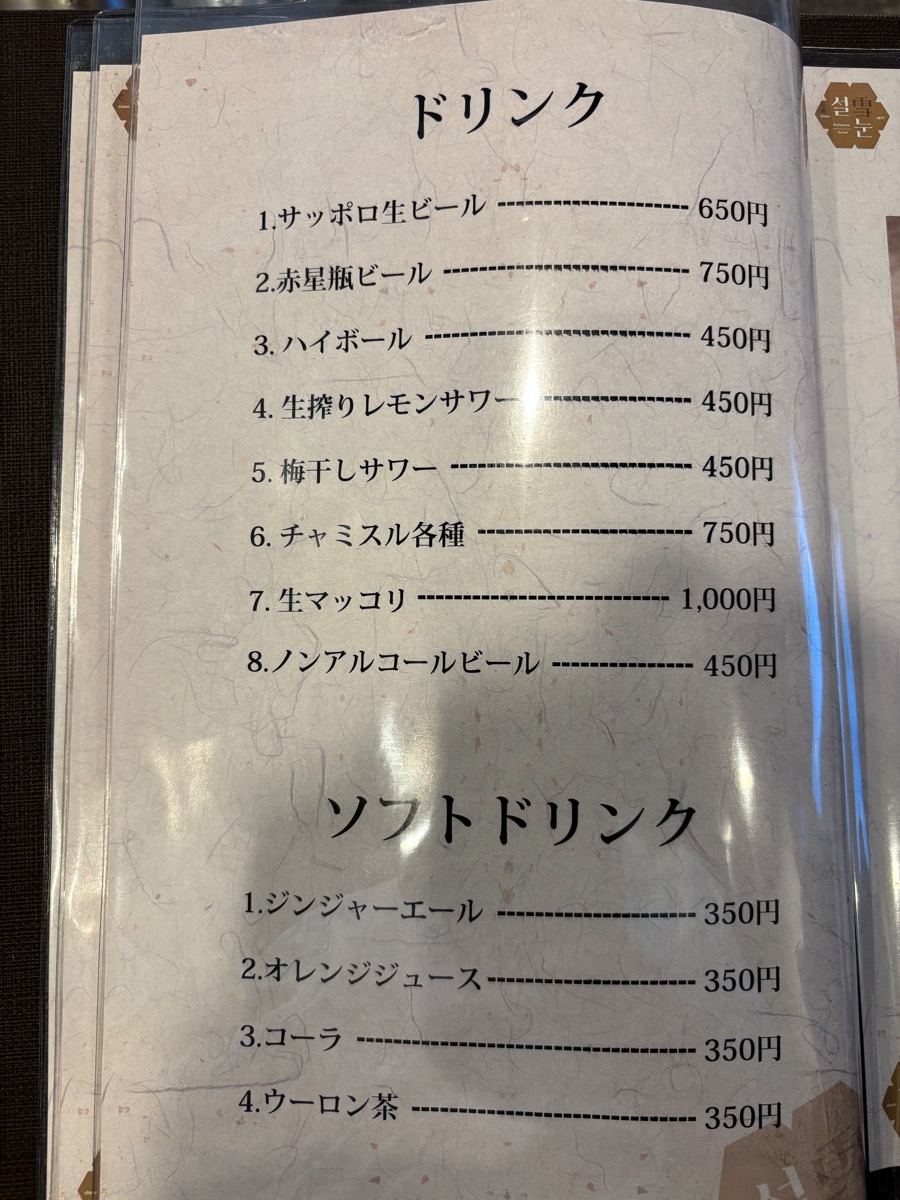 ドリンク
1.サッポロ生ビール 650円
2.赤星瓶ビール 750円
3. ハイボール 450円
4. 生搾りレモンサワー 450円
5. 梅干しサワー 450円
6. チャミスル各種 750円
7. 生マッコリ 1,000円
8.ノンアルコールビール 450円
ソフトドリンク
1.ジンジャーエール 350円
2.オレンジジュース 350円
3.コーラ 350円
4.ウーロン茶 350円
설雪
눈